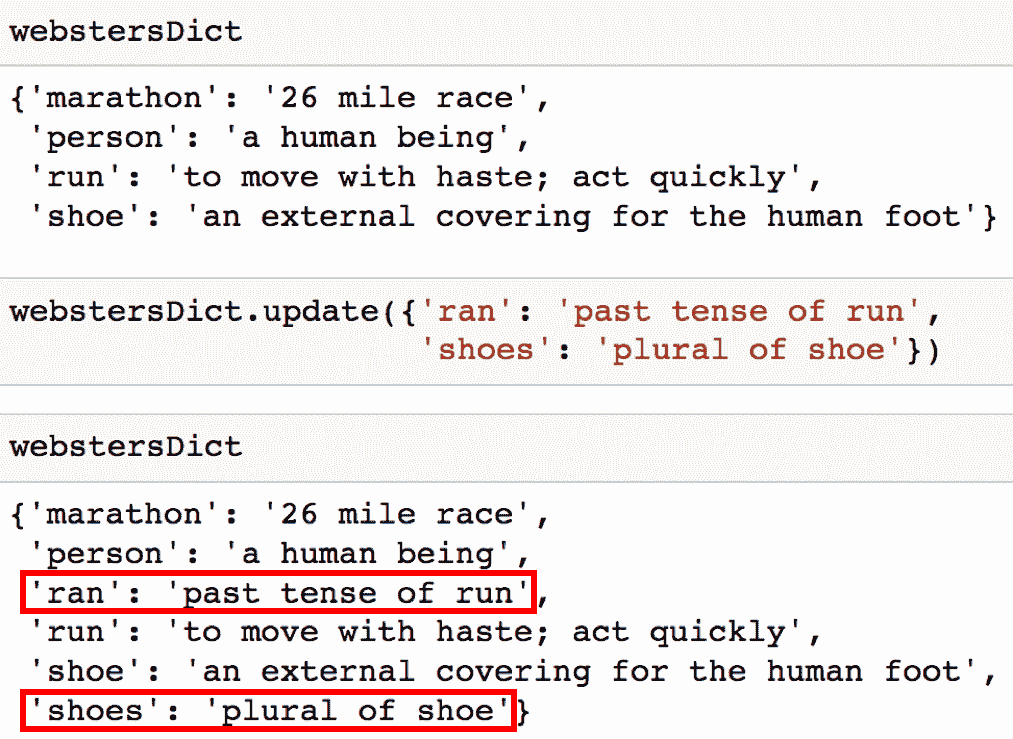 webstersDict
{'marathon': '26 mile race',
 'person': 'a human being',
 'run': 'to move with haste; act quickly',
 'shoe': 'an external covering for the human foot'}
webstersDict.update({'ran': 'past tense of run',
                     'shoes': 'plural of shoe'})
webstersDict
{'marathon': '26 mile race',
 'person': 'a human being',
 'ran': 'past tense of run',
 'run': 'to move with haste; act quickly',
 'shoe': 'an external covering for the human foot',
 'shoes': 'plural of shoe'}